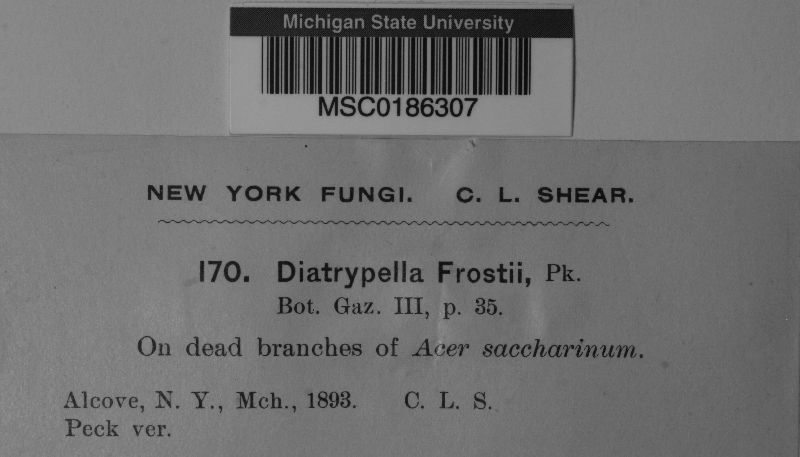 Michigan State University
MSC0186307
NEW YORK FUNGI. C. L. SHEAR.
170. Diatrypella Frostii, Pk.
Bot. Gaz. III, p. 35.
On dead branches of Acer saccharinum.
Alcove, N. Y., Mch., 1893. C. L. S.
Peck ver.